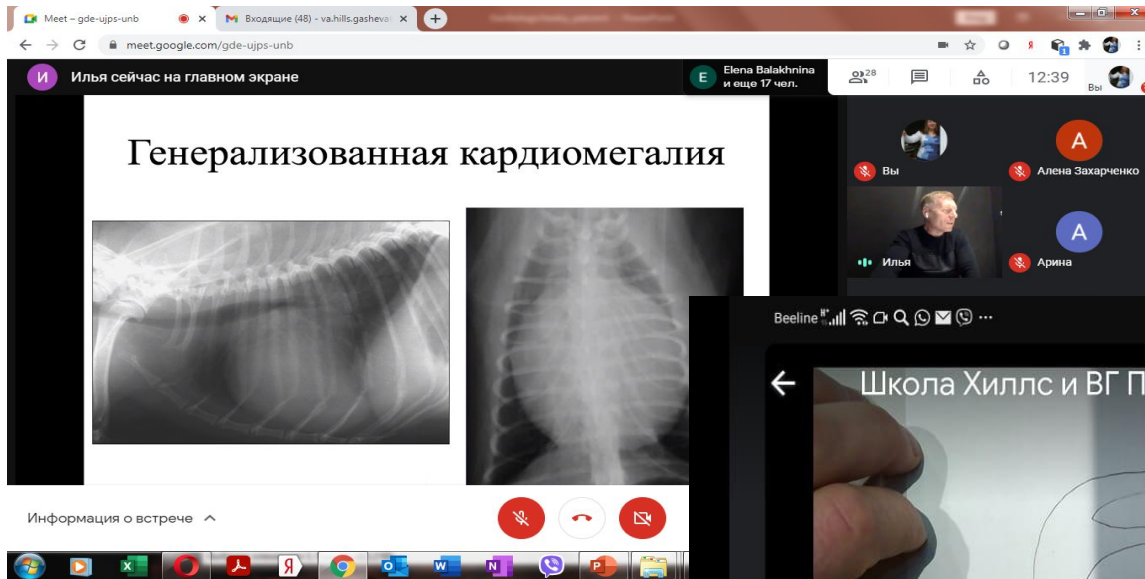 Meet – gde-ujps-unb
Входящие (48) - va.hills.gasheva
meet.google.com/gde-ujps-unb
И Илья сейчас на главном экране
E Elena Balakhnina
и еще 17 чел.
28
12:39
Вы
Генерализованная кардиомегалия
Вы
А
Алена Захарченко
Илья
А
Арина
Beeline
Школа Хиллс и ВГ П
Информация о встрече